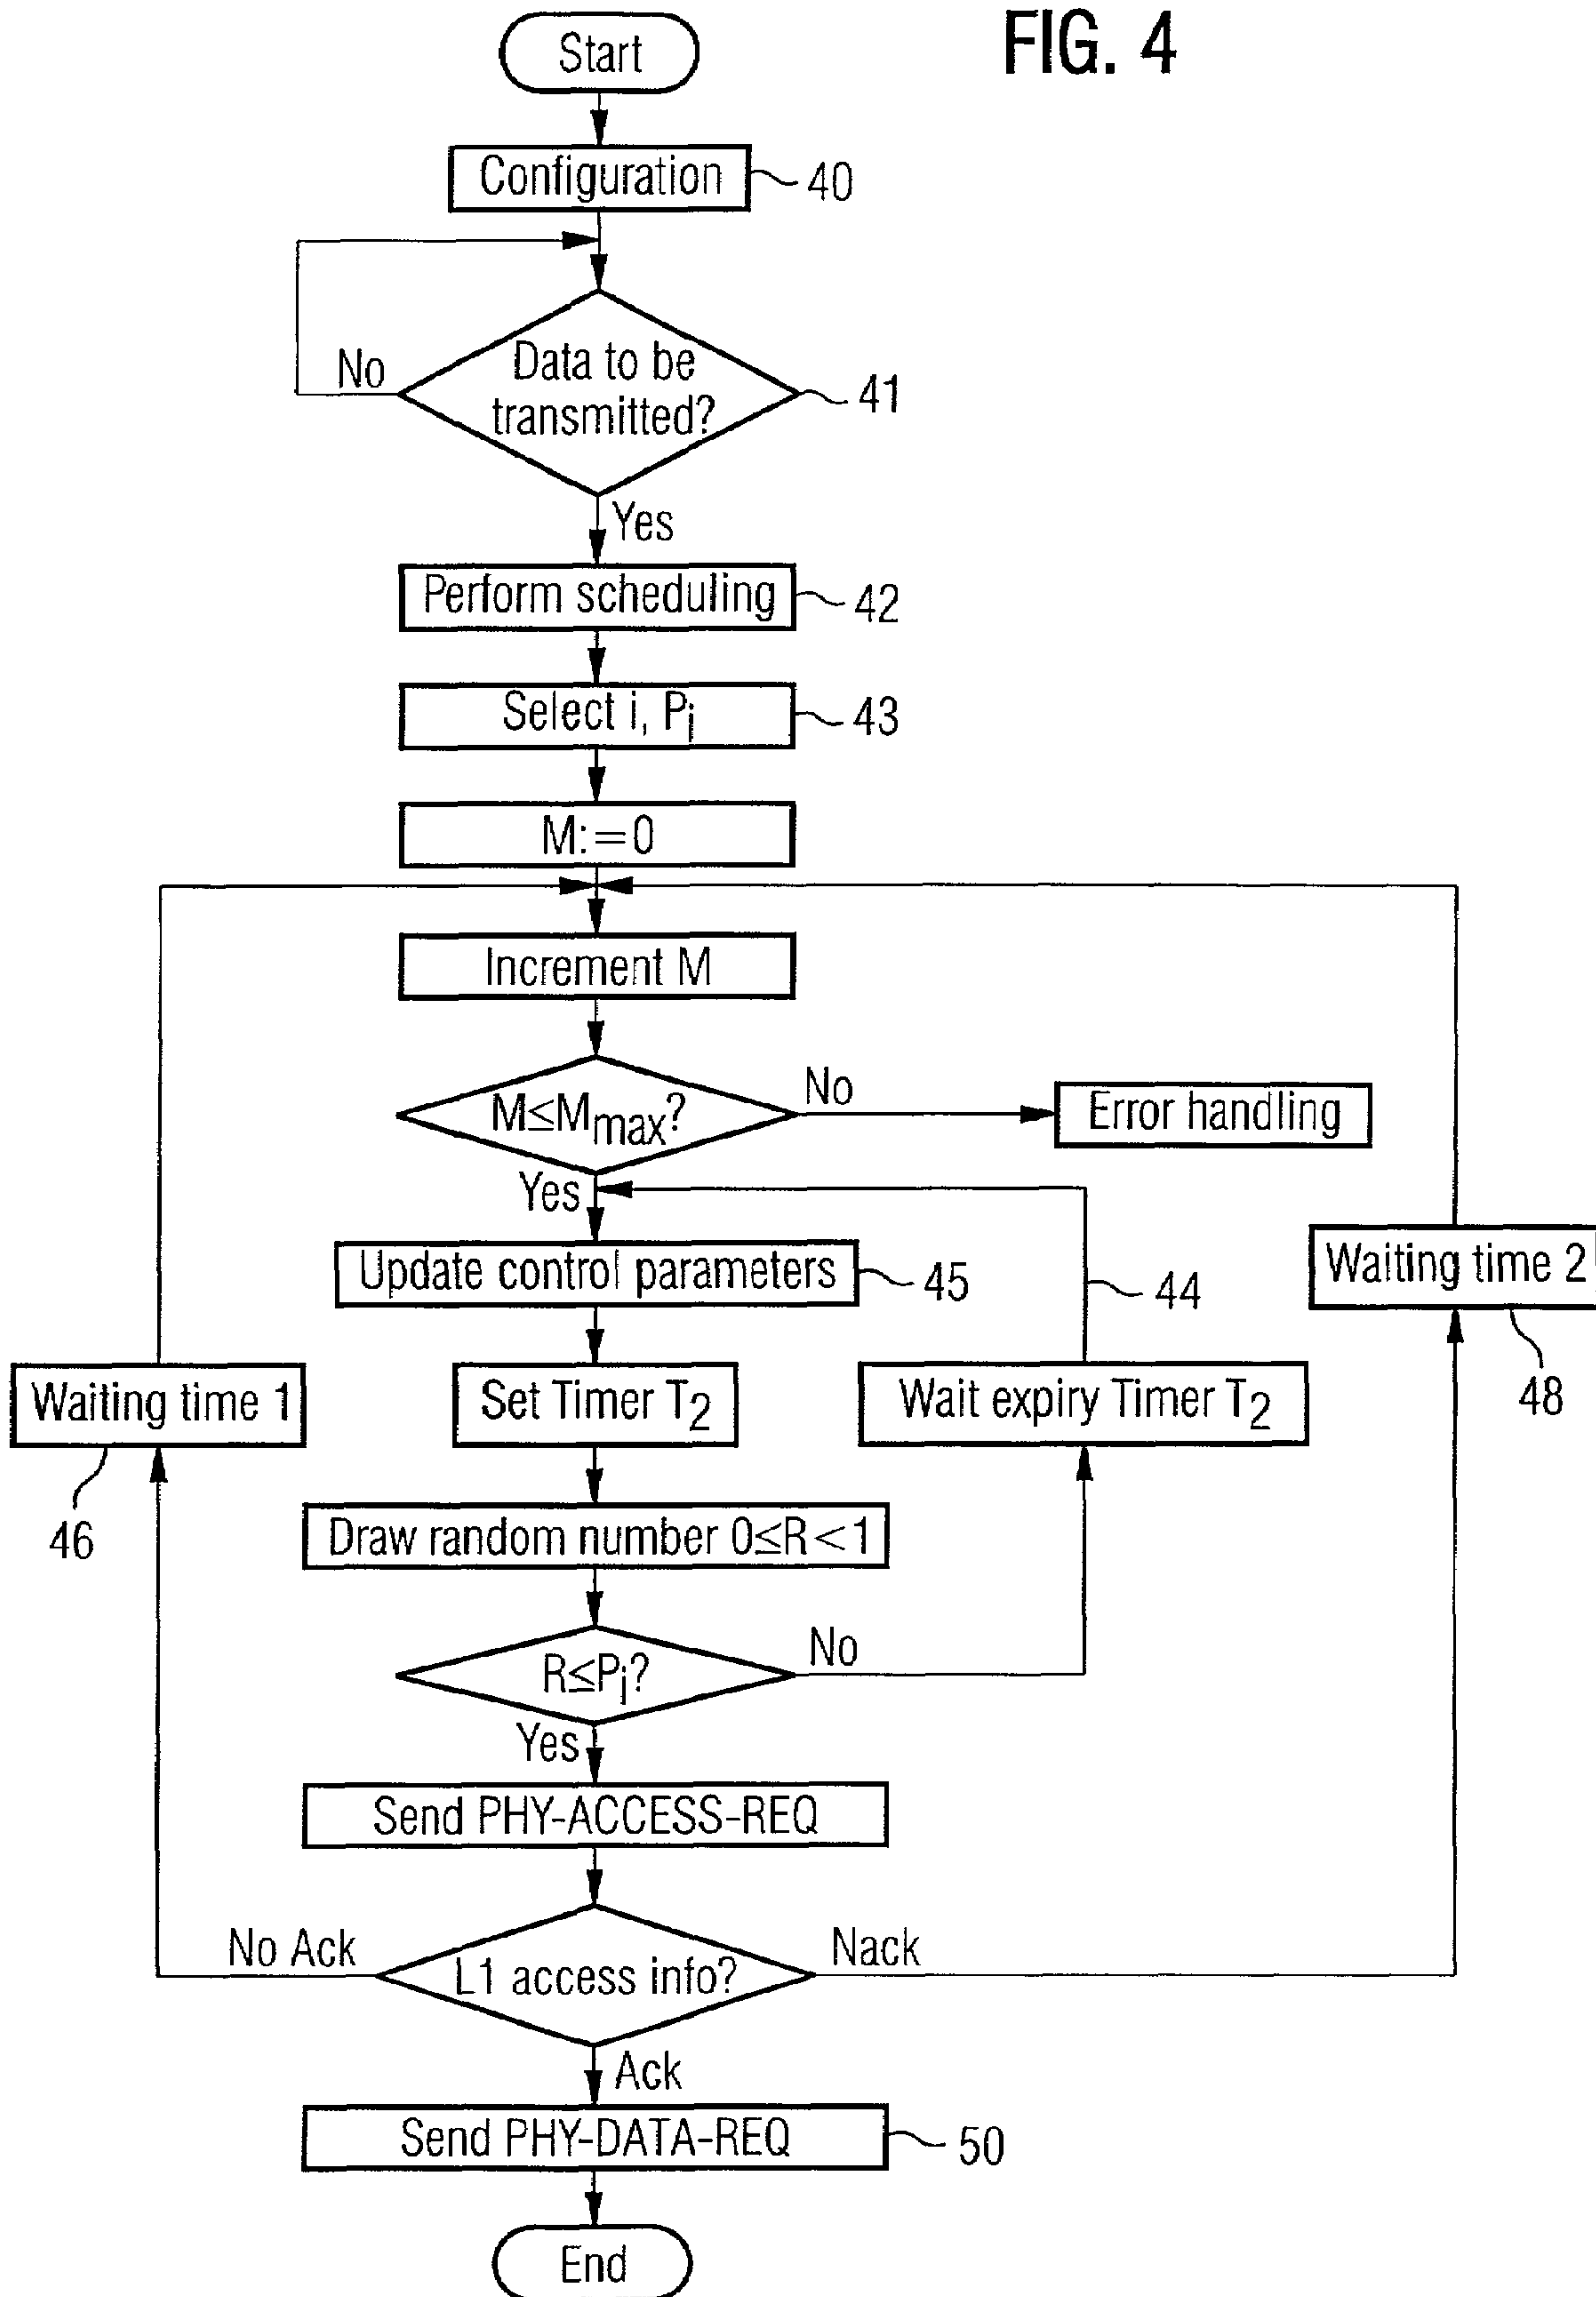 FIG. 4
Start
Configuration
40
No
Data to be
transmitted?
41
Yes
Perform scheduling
42
Select i, Pi
43
M:=0
Increment M
M≤Mmax?
No
Error handling
Yes
Update control parameters
45
44
Waiting time 2
48
Waiting time 1
46
Set Timer T2
Wait expiry Timer T2
Draw random number 0≤R<1
R≤Pi?
No
Yes
Send PHY-ACCESS-REQ
No Ack
L1 access info?
Nack
Ack
Send PHY-DATA-REQ
50
End